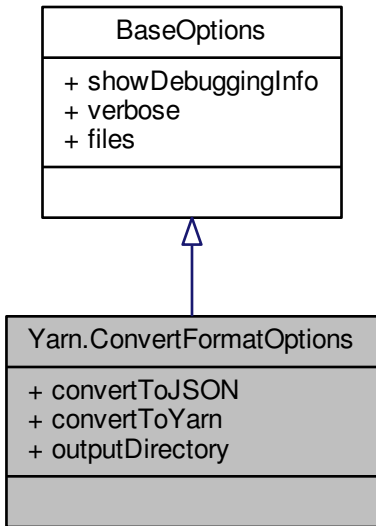 BaseOptions
+ showDebuggingInfo
+ verbose
+ files
Yarn.ConvertFormatOptions
+ convertToJSON
+ convertToYarn
+ outputDirectory